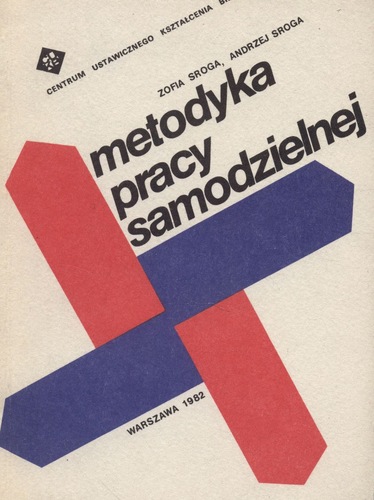 CENTRUM USTAWICZNEGO KSZTAŁCENIA
ZOFIA SROGA, ANDRZEJ SROGA
metodyka
pracy
samodzielnej
WARSZAWA 1982